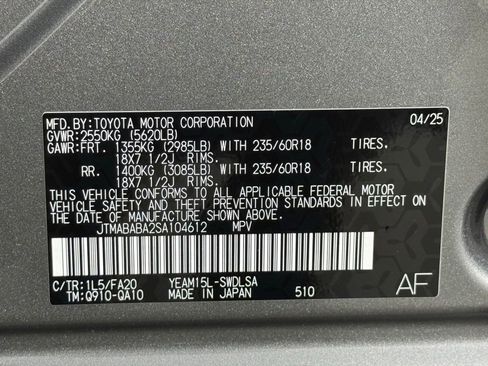 MFD.BY:TOYOTA MOTOR CORPORATION 04/25
GVWR:2550KG (5620LB)
GAWR:FRT. 1355KG (2985LB) WITH 235/60R18 TIRES.
18X7 1/2J RIMS.
RR. 1400KG (3085LB) WITH 235/60R18 TIRES.
18X7 1/2J RIMS.
THIS VEHICLE CONFORMS TO ALL APPLICABLE FEDERAL MOTOR
VEHICLE SAFETY AND THEFT PREVENTION STANDARDS IN EFFECT ON
THE DATE OF MANUFACTURE SHOWN ABOVE.
JTMABABA2SA104612 MPV
C/TR:1L5/FA20 YEAM15L-SWDLSA
TM:Q910-QA10 MADE IN JAPAN 510 AF